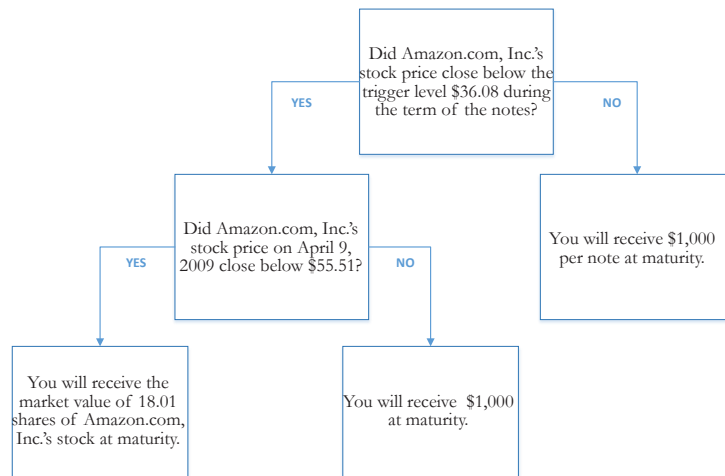 Did Amazon.com, Inc.'s
stock price close below the
trigger level $36.08 during
the term of the notes?
YES
NO
Did Amazon.com, Inc.'s
stock price on April 9,
2009 close below $55.51?
You will receive $1,000
per note at maturity.
YES
NO
You will receive the
market value of 18.01
shares of Amazon.com,
Inc.'s stock at maturity.
You will receive $1,000
at maturity.